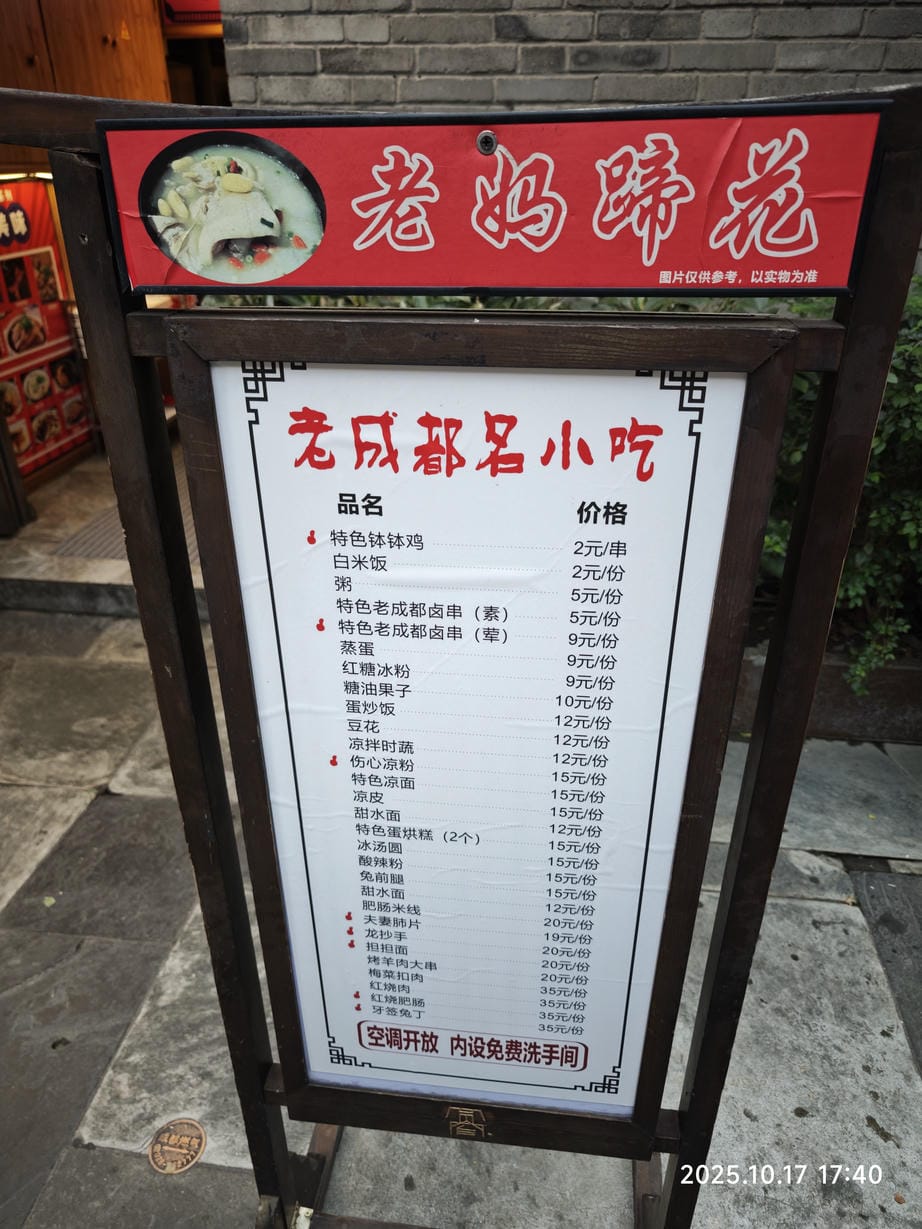 老妈蹄花
图片仅供参考，以实物为准
老成都名小吃
品名 价格
特色钵钵鸡 2元/串
白米饭 2元/份
粥 5元/份
特色老成都卤串（素） 5元/份
特色老成都卤串（荤） 9元/份
蒸蛋 9元/份
红糖冰粉 9元/份
糖油果子 10元/份
蛋炒饭 12元/份
豆花 12元/份
凉拌时蔬 12元/份
伤心凉粉 15元/份
特色凉面 15元/份
凉皮 15元/份
甜水面 12元/份
特色蛋烘糕（2个） 15元/份
冰汤圆 15元/份
酸辣粉 15元/份
兔前腿 15元/份
甜水面 12元/份
肥肠米线 20元/份
夫妻肺片 19元/份
龙抄手 20元/份
担担面 20元/份
烤羊肉大串 20元/份
梅菜扣肉 35元/份
红烧肉 35元/份
红烧肥肠 35元/份
牙签兔丁 35元/份
空调开放 内设免费洗手间
2025.10.17 17:40